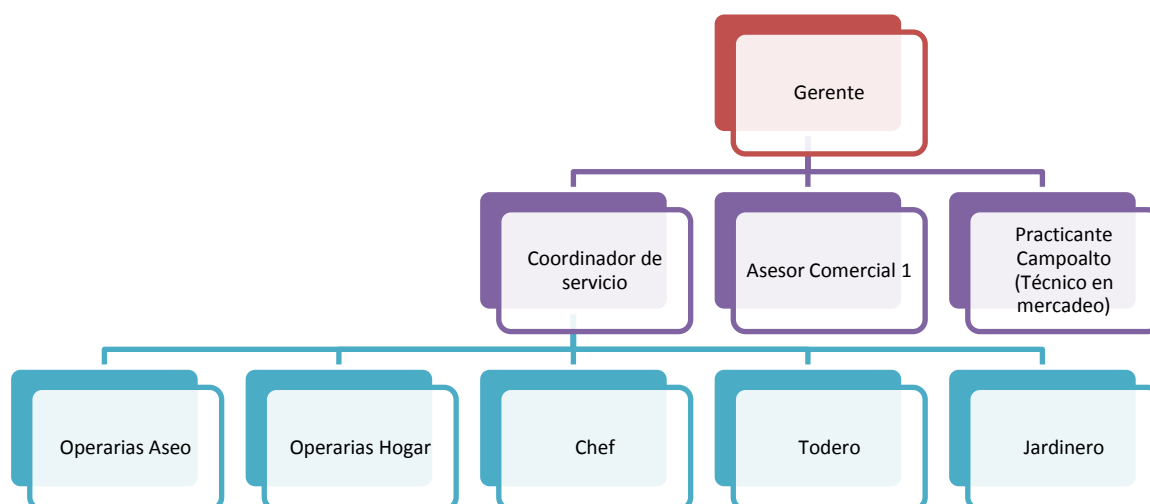 Gerente
Coordinador de
servicio
Asesor Comercial 1
Practicante
Campoalto
(Técnico en
mercadeo)
Operarias Aseo
Operarias Hogar
Chef
Todero
Jardinero